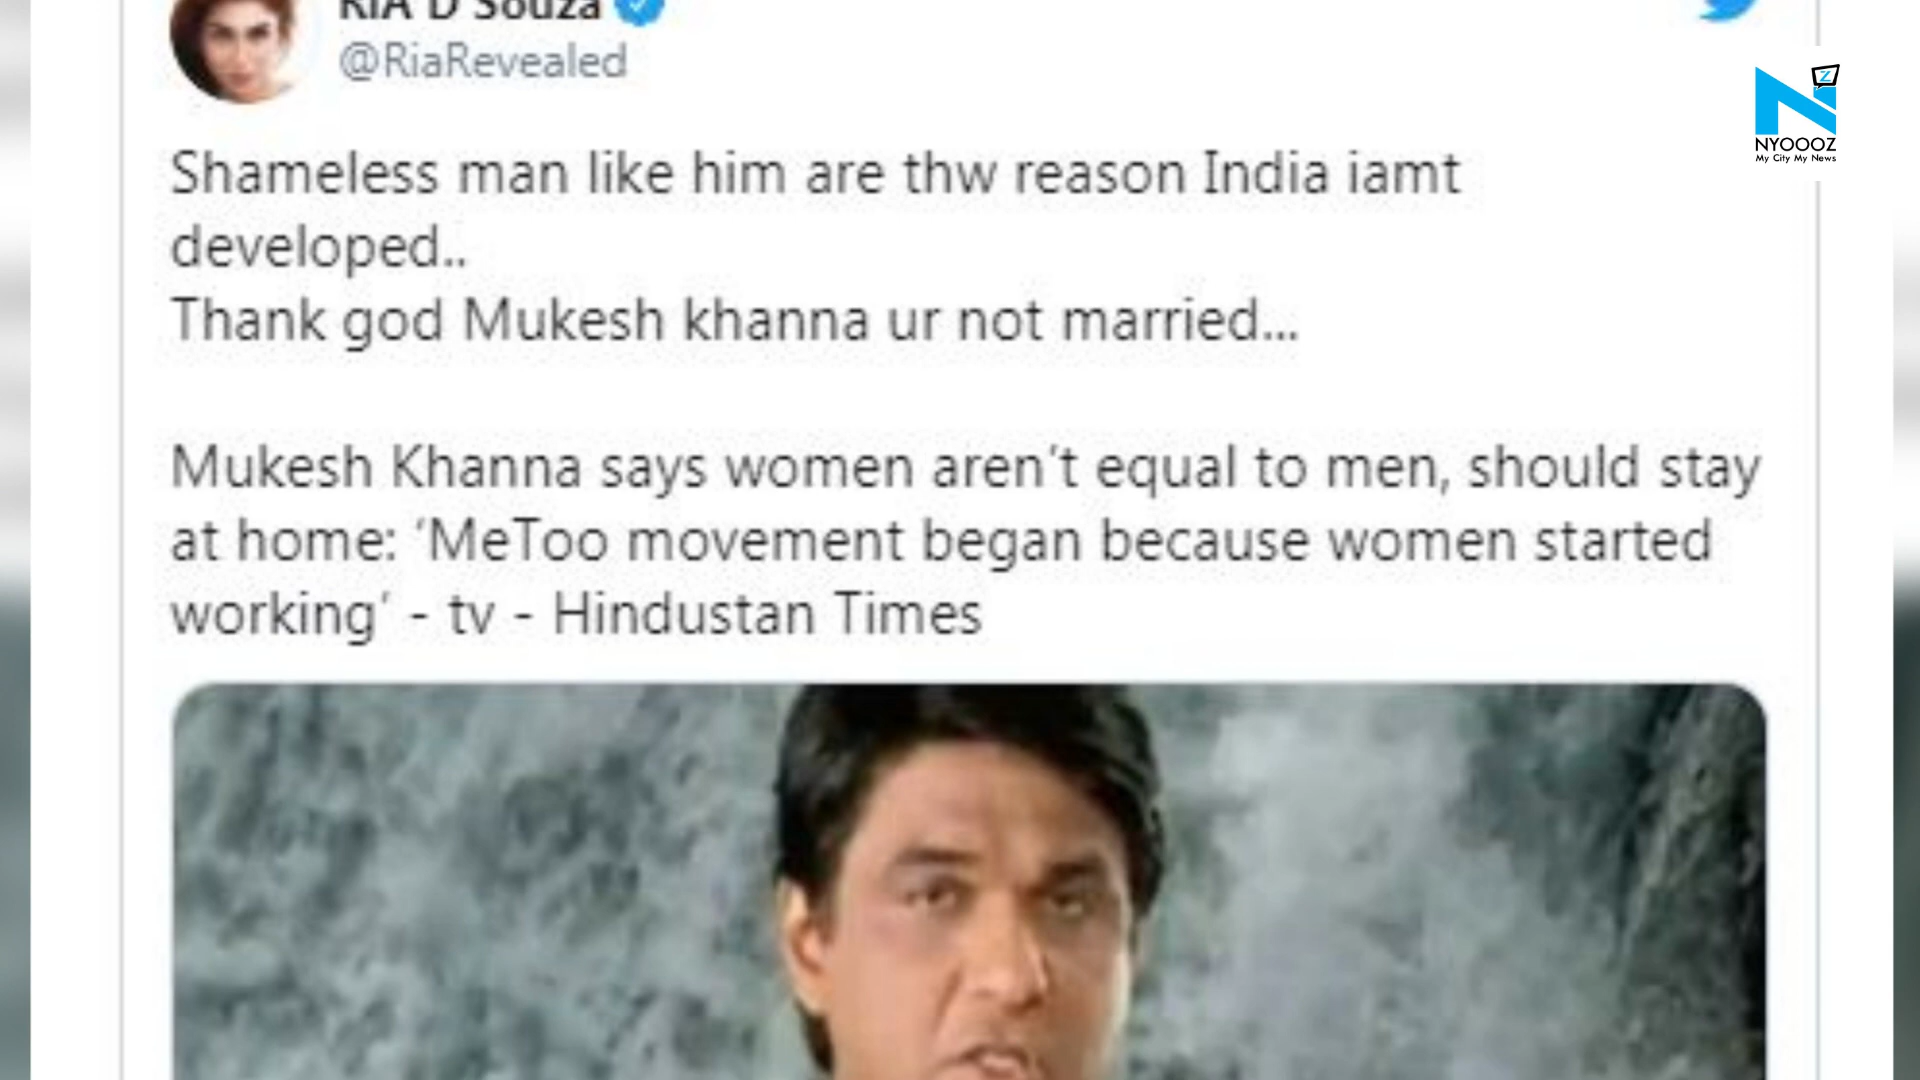 RIA D Souza
@RiaRevealed
Z
NYOOOZ
My City My News
Shameless man like him are thw reason India iamt
developed..
Thank god Mukesh khanna ur not married...
Mukesh Khanna says women aren't equal to men, should stay
at home: 'MeToo movement began because women started
working' - tv - Hindustan Times